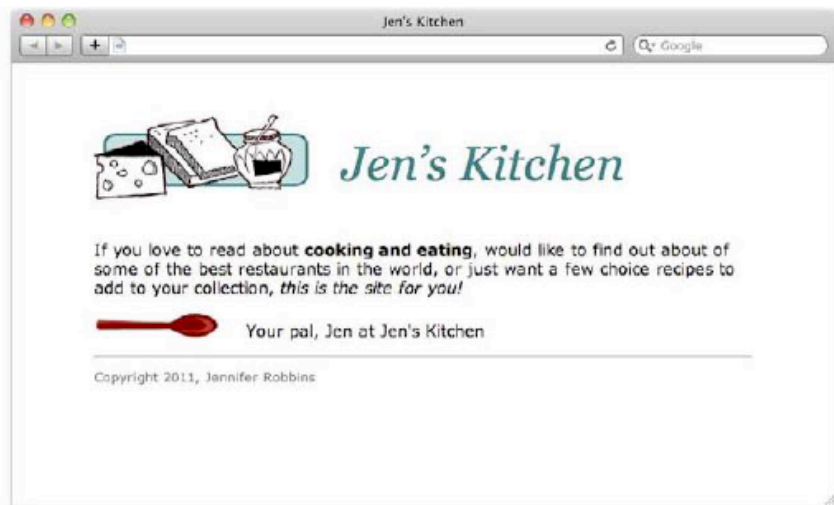 Jen's Kitchen
Google
Jen's Kitchen
If you love to read about cooking and eating, would like to find out about of
some of the best restaurants in the world, or just want a few choice recipes to
add to your collection, this is the site for you!
Your pal, Jen at Jen's Kitchen
Copyright 2011, Jennifer Robbins